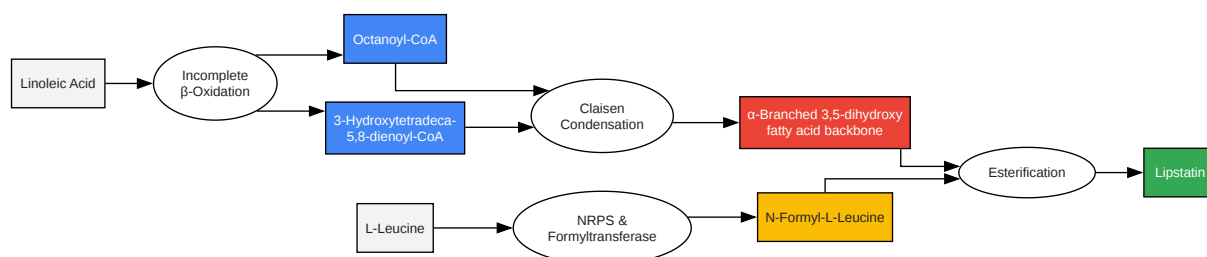 Linoleic Acid
Incomplete
β-Oxidation
Octanoyl-CoA
3-Hydroxytetradeca-
5,8-dienoyl-CoA
Claisen
Condensation
α-Branched 3,5-dihydroxy
fatty acid backbone
L-Leucine
NRPS &
Formyltransferase
N-Formyl-L-Leucine
Esterification
Lipstatin